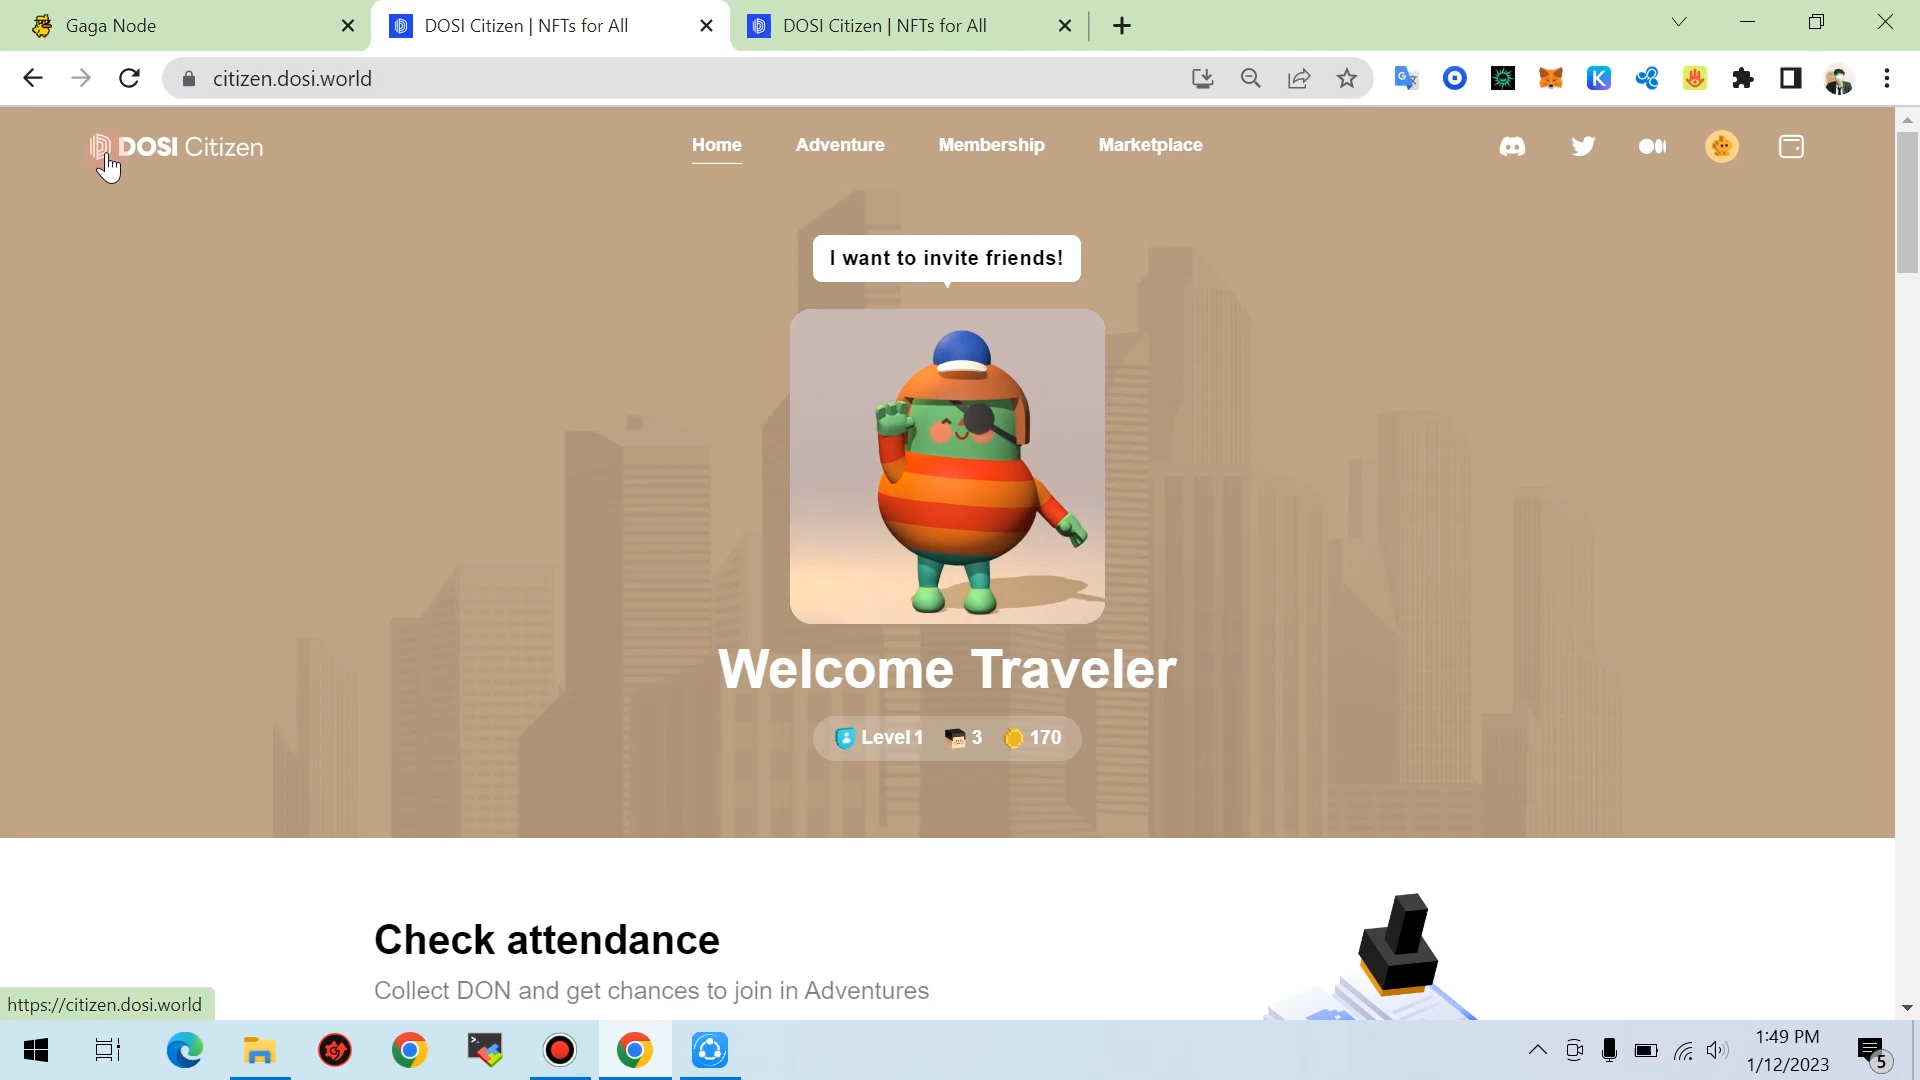 Gaga Node
DOSI Citizen | NFTs for All
DOSI Citizen | NFTs for All
citizen.dosi.world
DOSI Citizen
Home
Adventure
Membership
Marketplace
I want to invite friends!
Welcome Traveler
Level 1
3
170
Check attendance
Collect DON and get chances to join in Adventures
https://citizen.dosi.world
1:49 PM
1/12/2023
5